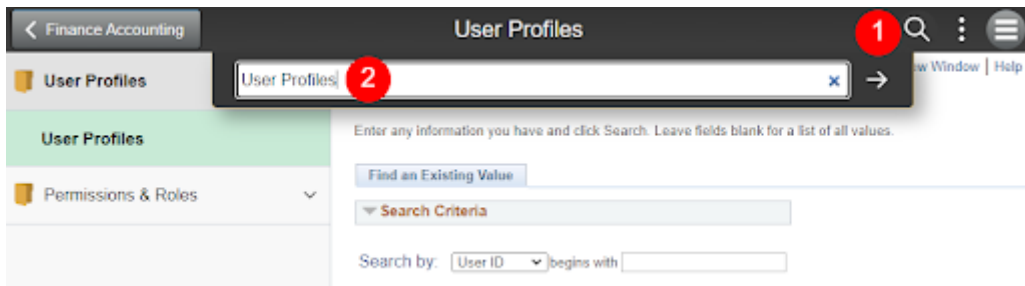 Finance Accounting
User Profiles
1
User Profiles
User Profiles
2
Window | Help
User Profiles
Enter any information you have and click Search. Leave fields blank for a list of all values.
Find an Existing Value
Permissions & Roles
Search Criteria
Search by: User ID begins with